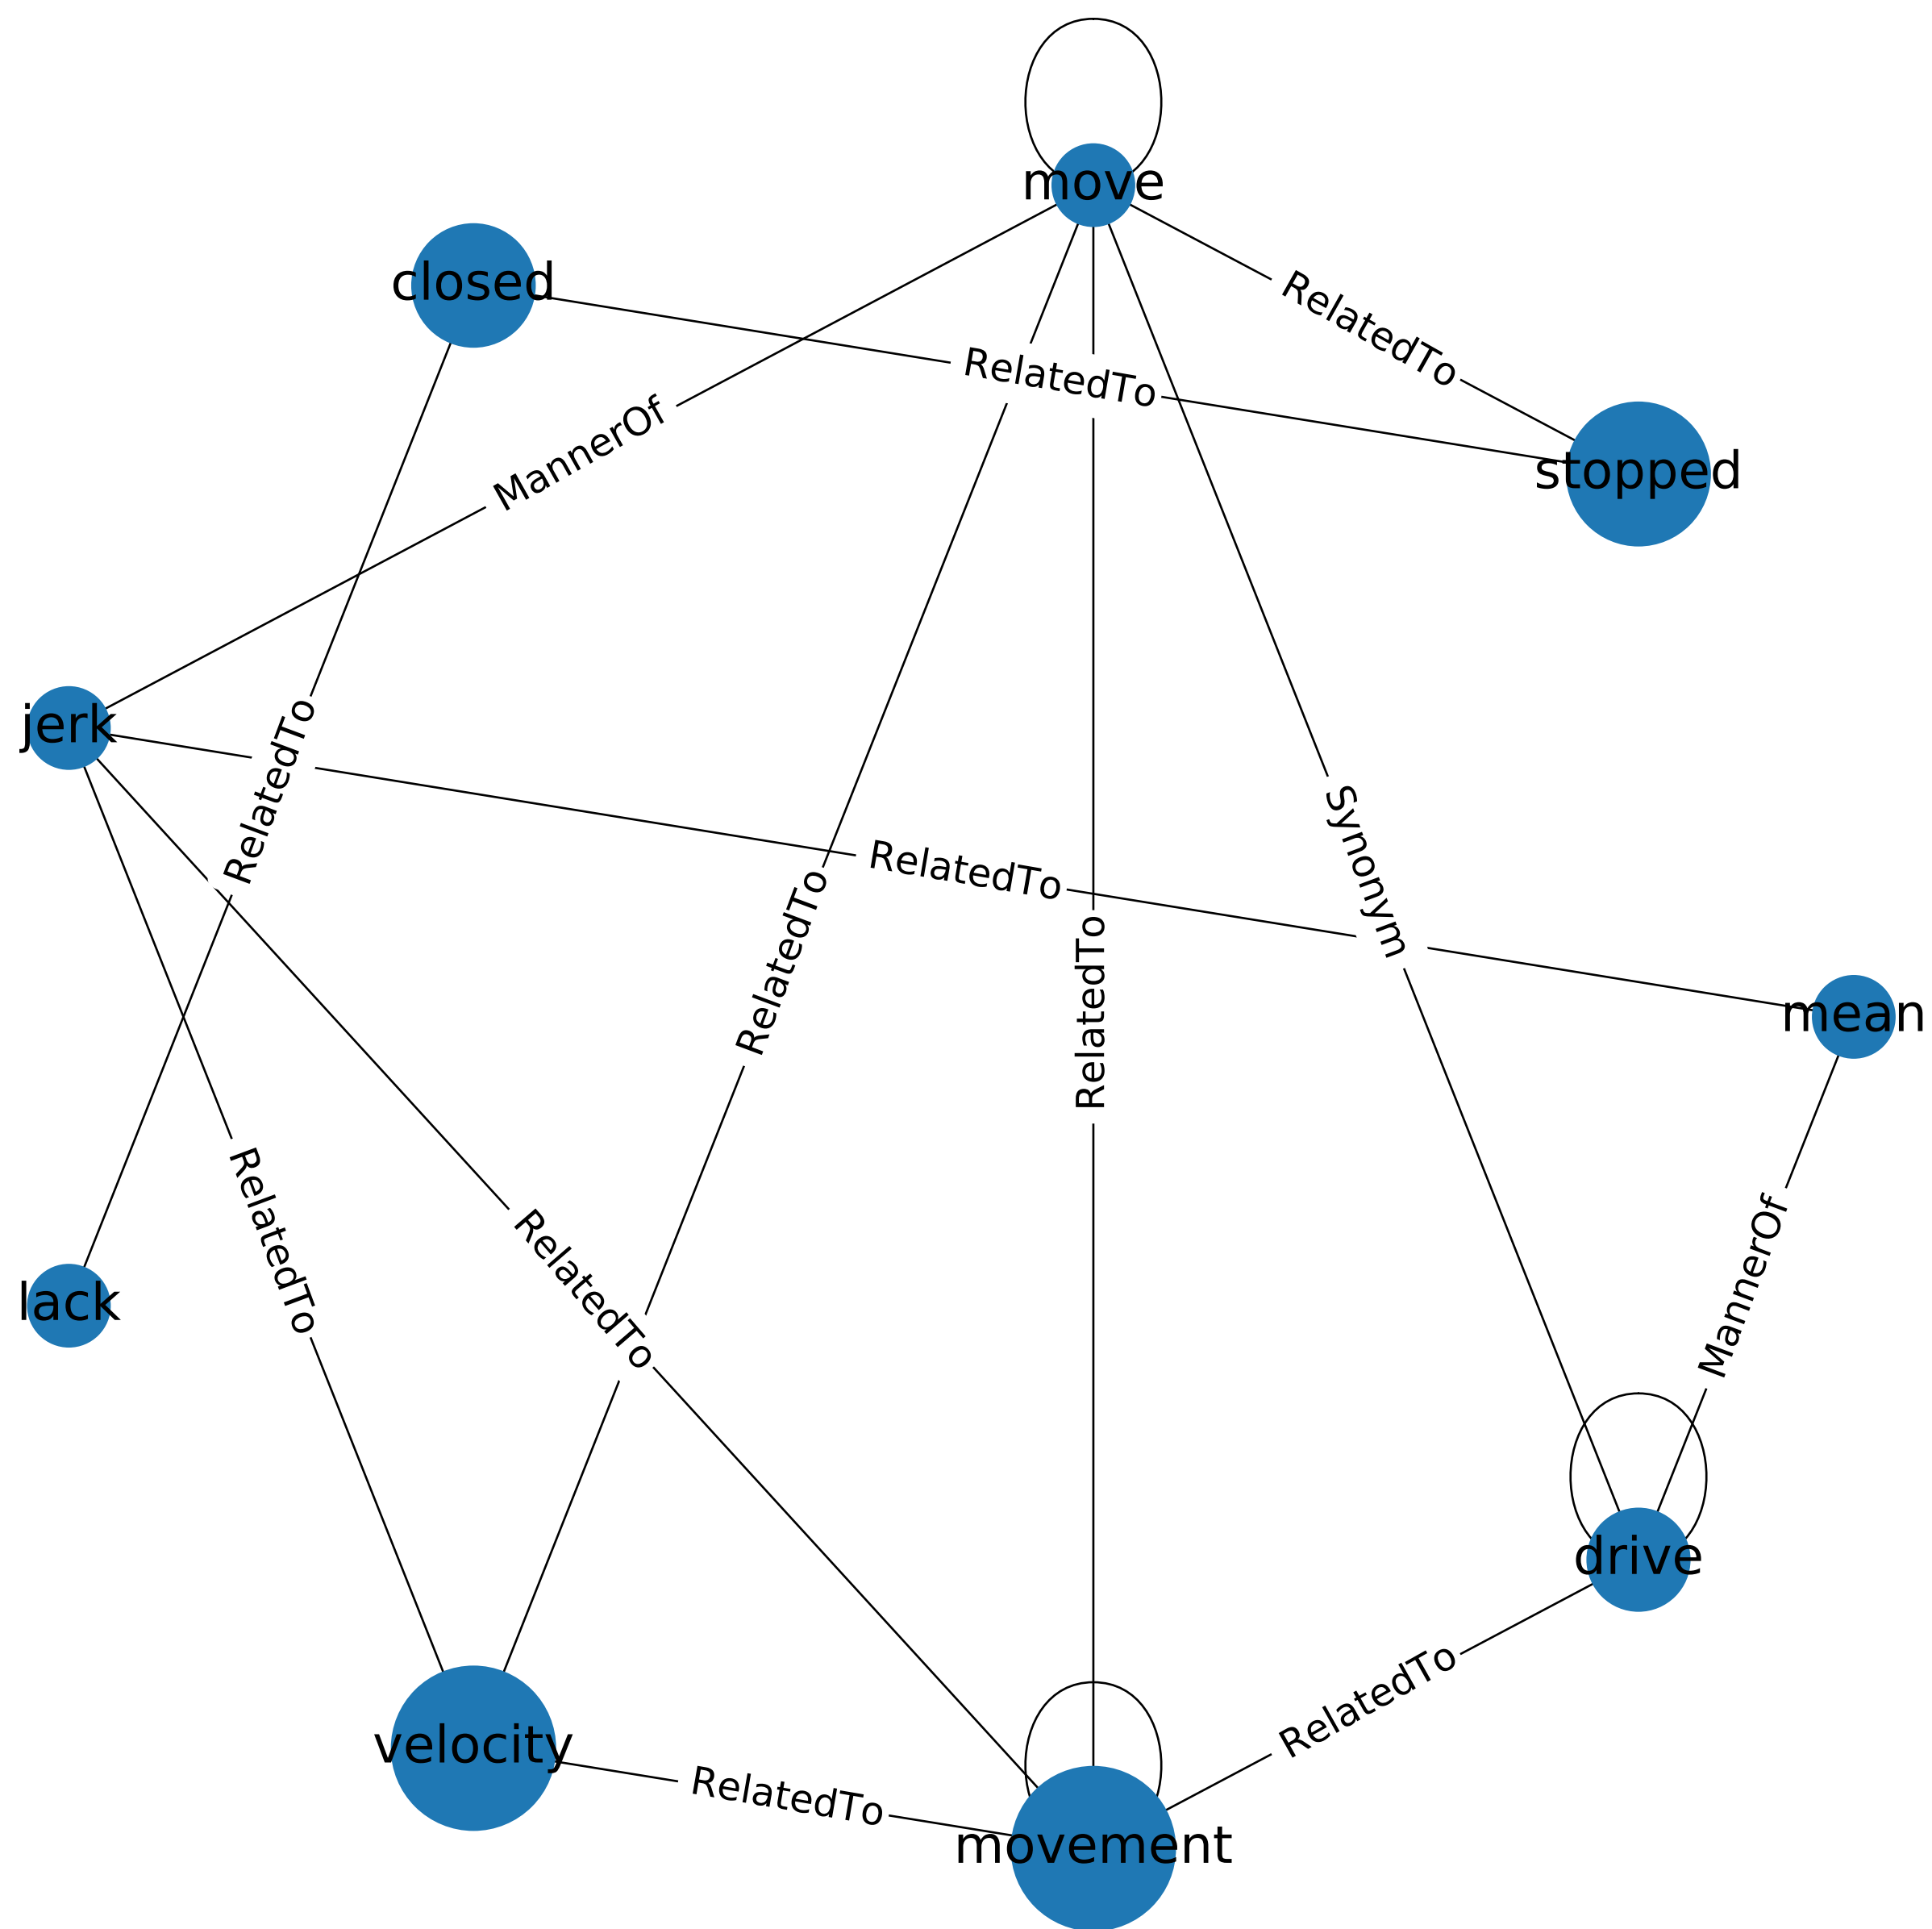 move
closed
RelatedTo
RelatedTo
MannerOf
stopped
jerk
RelatedTo
RelatedTo
Synonym
RelatedTo
RelatedTo
mean
RelatedTo
RelatedTo
MannerOf
lack
drive
RelatedTo
velocity
RelatedTo
movement